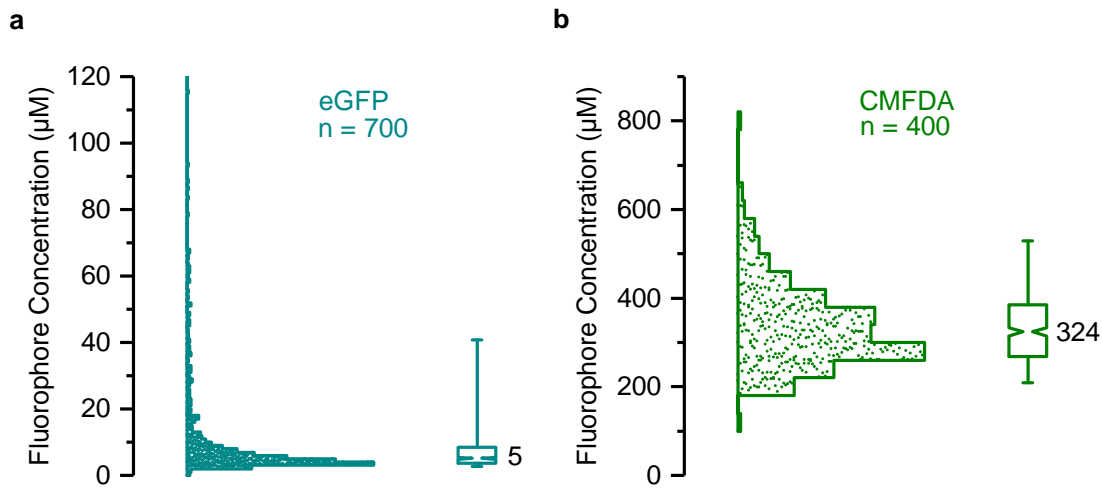 a
Fluorophore Concentration (μM)
120
100
80
60
40
20
0
eGFP
n = 700
5
b
Fluorophore Concentration (μM)
800
600
400
200
0
CMFDA
n = 400
324